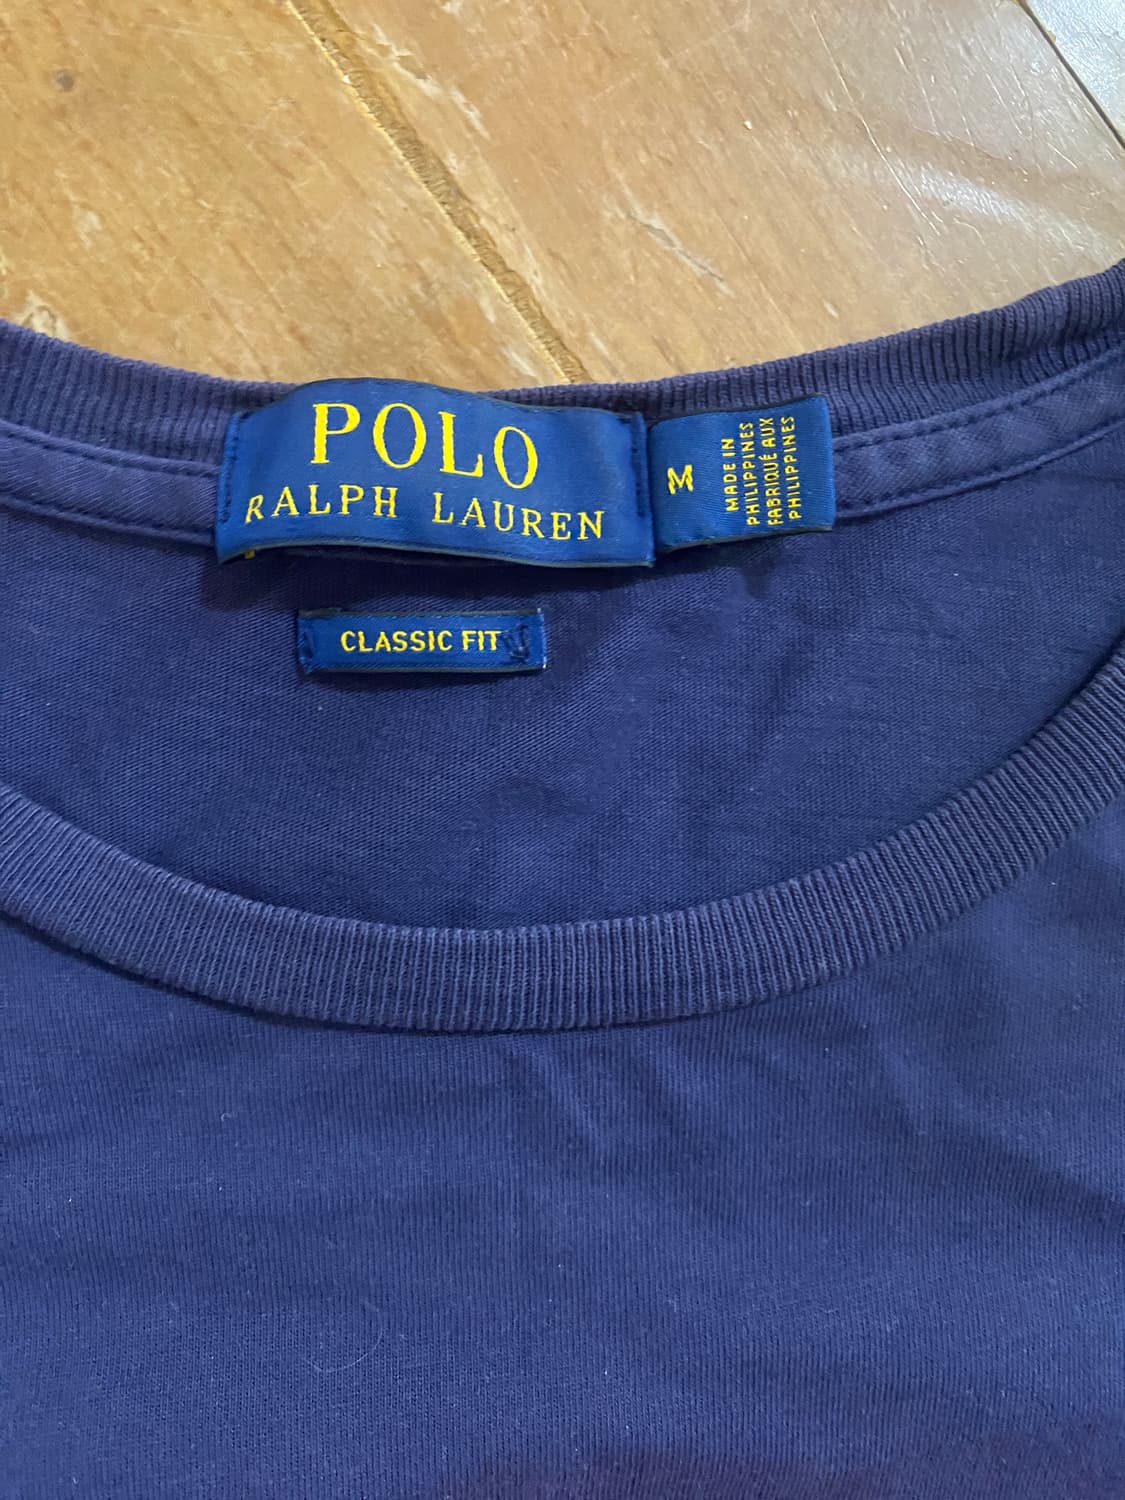 POLO
RALPH LAUREN
M
MADE IN
PHILIPPINES
FABRIQUÉ AUX
PHILIPPINES
CLASSIC FIT